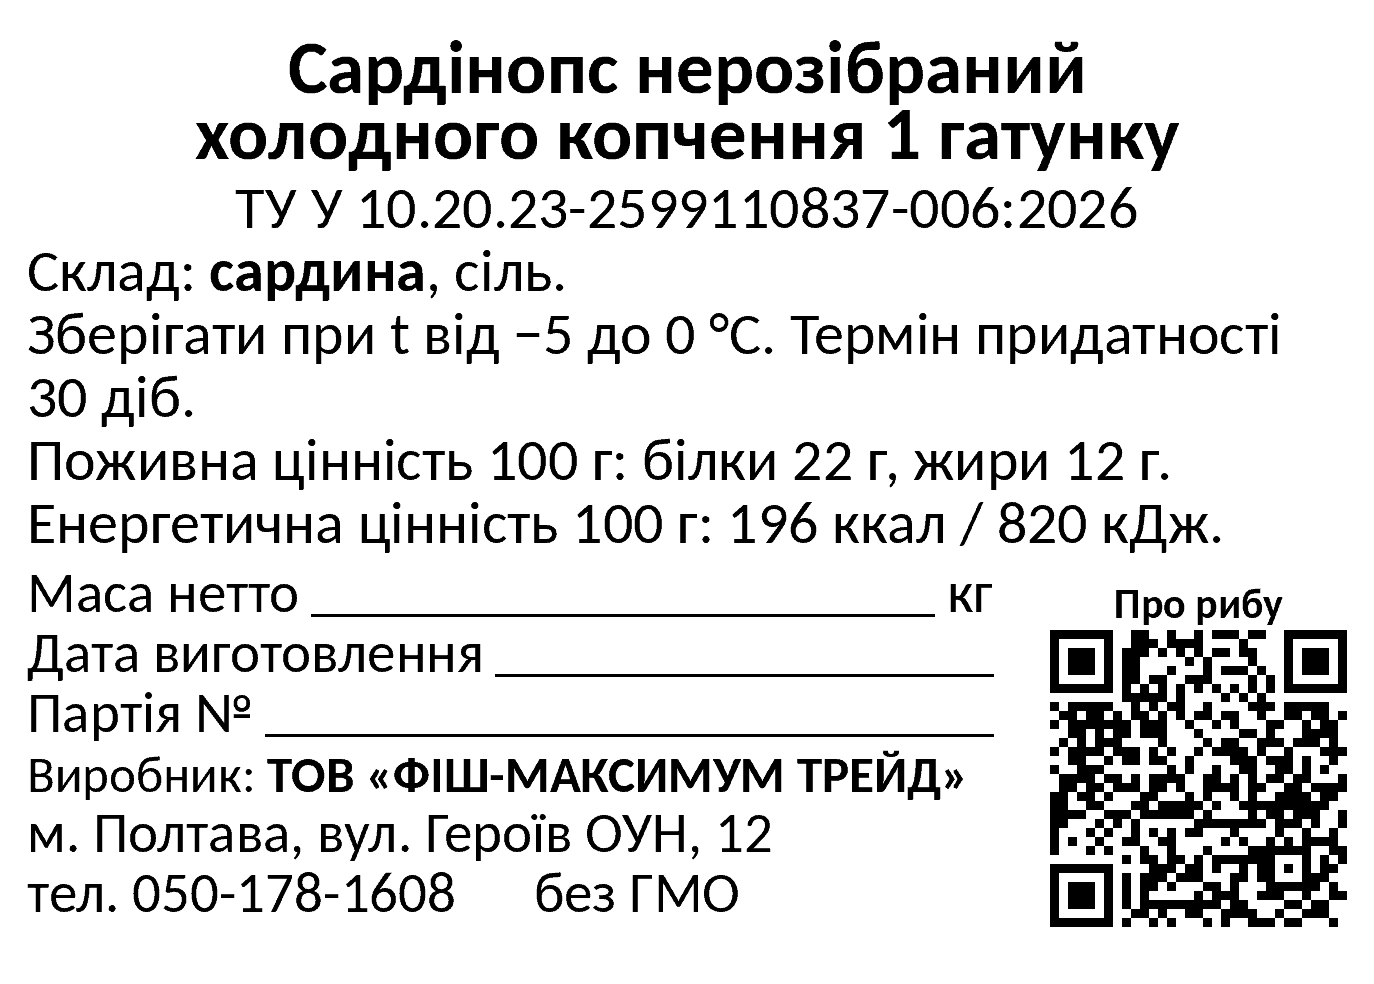 Сардінопс нерозібраний
холодного копчення 1 гатунку
ТУ У 10.20.23-2599110837-006:2026
Склад: сардина, сіль.
Зберігати при t від −5 до 0 °C. Термін придатності
30 діб.
Поживна цінність 100 г: білки 22 г, жири 12 г.
Енергетична цінність 100 г: 196 ккал / 820 кДж.
Маса нетто ______ кг
Дата виготовлення ______
Партія № ______
Про рибу
Виробник: ТОВ «ФІШ-МАКСИМУМ ТРЕЙД»
м. Полтава, вул. Героїв ОУН, 12
тел. 050-178-1608 без ГМО